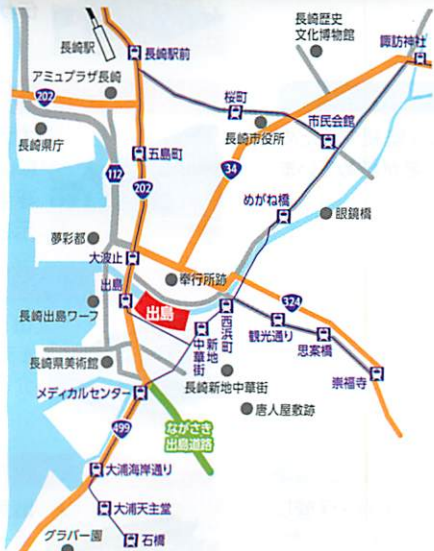 長崎駅
長崎駅前
長崎歴史
文化博物館
諏訪神社
アミュプラザ長崎
202
桜町
長崎市役所
市民会館
長崎県庁
五島町
112
202
34
めがね橋
眼鏡橋
夢彩都
大波止
奉行所跡
出島
出島
長崎出島ワーフ
西浜町
324
観光通り
思案橋
新地
中華街
長崎県美術館
長崎新地中華街
崇福寺
メディカルセンター
唐人屋敷跡
ながさき
出島道路
499
大浦海岸通り
大浦天主堂
グラバー園
石橋